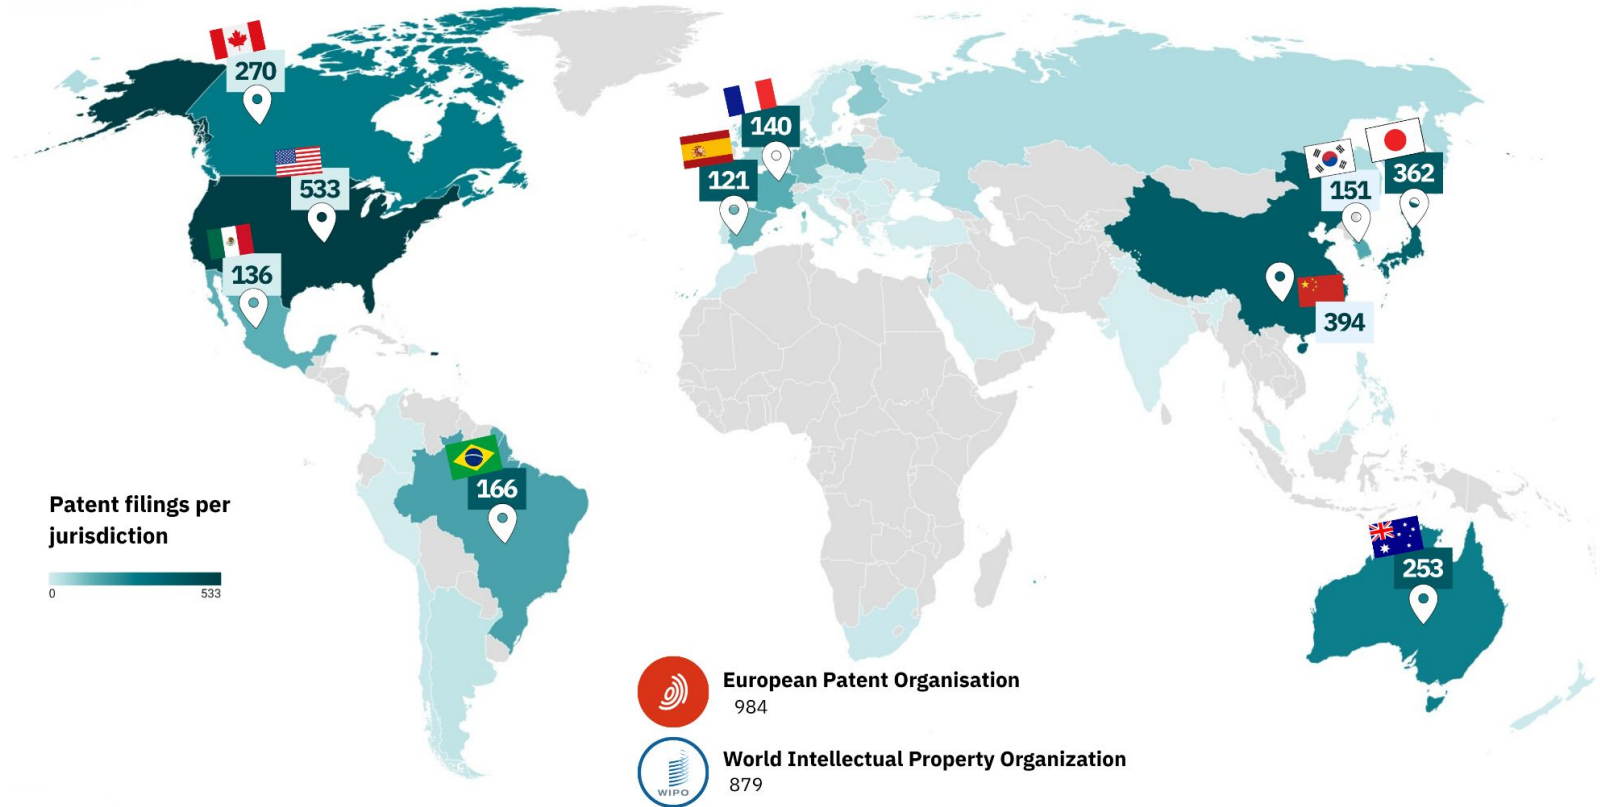 270
533
136
140
121
151
362
394
166
253
Patent filings per
jurisdiction
0
533
European Patent Organisation
984
World Intellectual Property Organization
879
WIPO